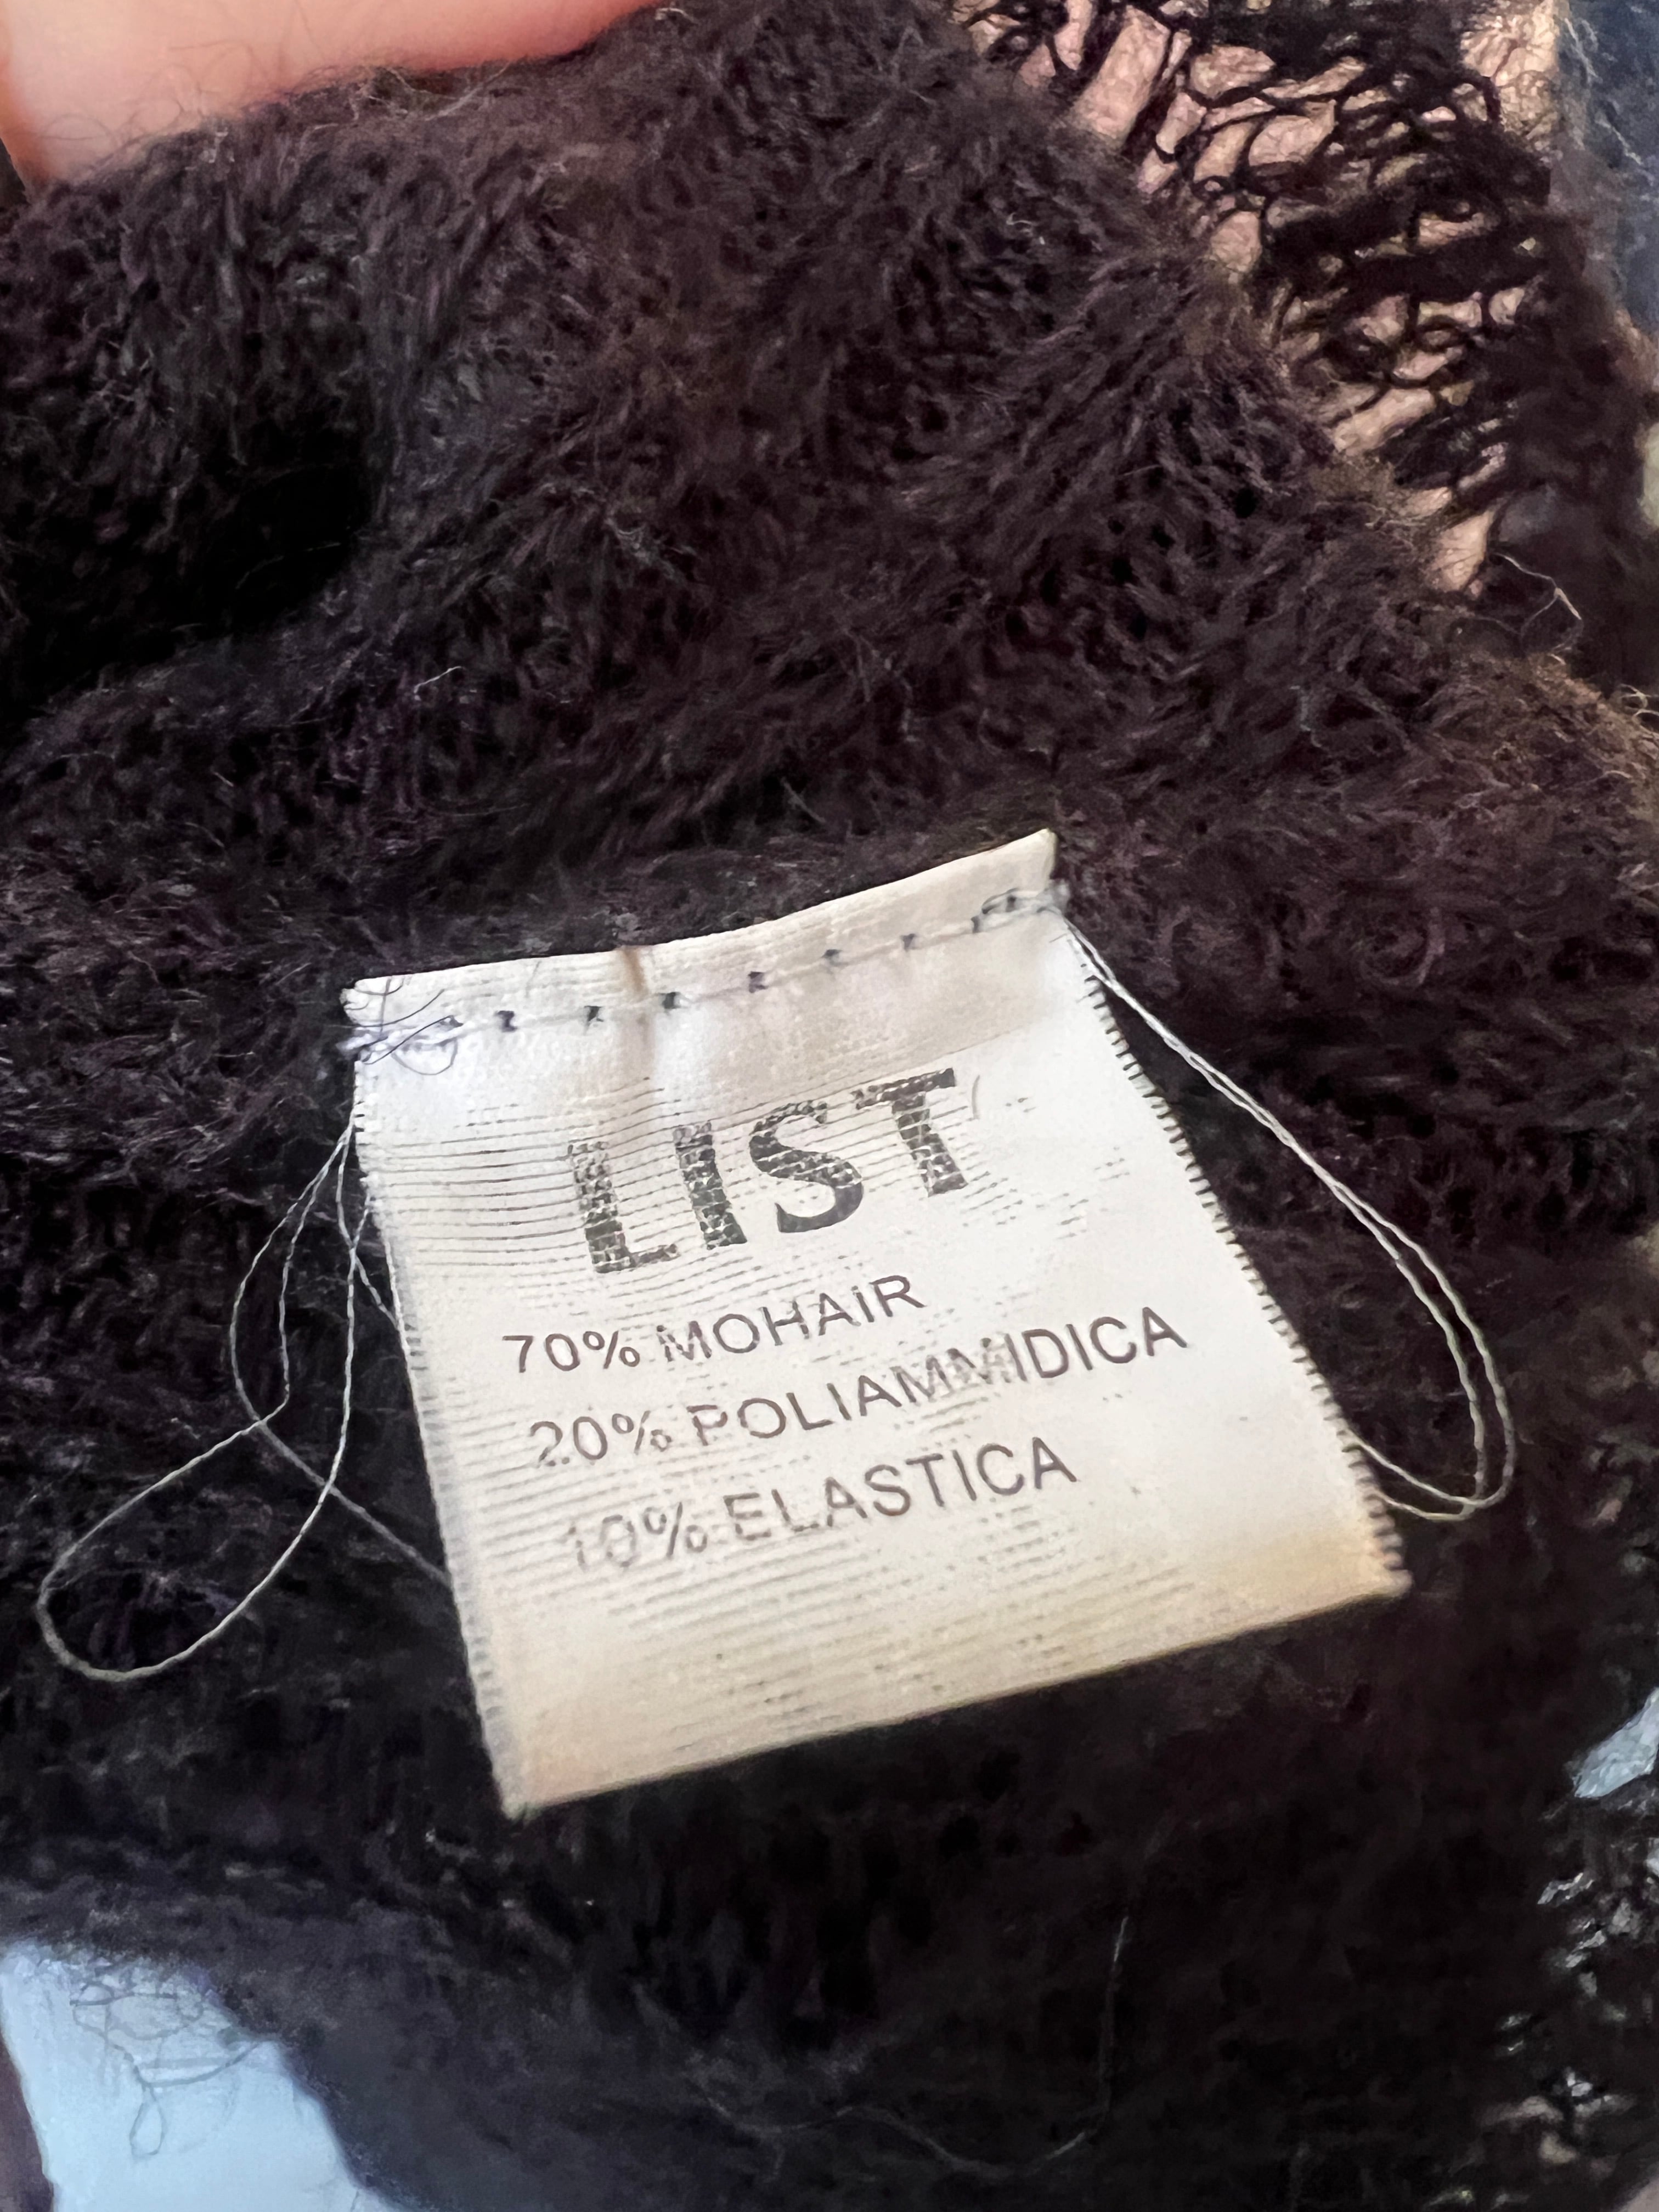 LIST
70% MOHAIR
20% POLIAMMIDICA
10% ELASTICA